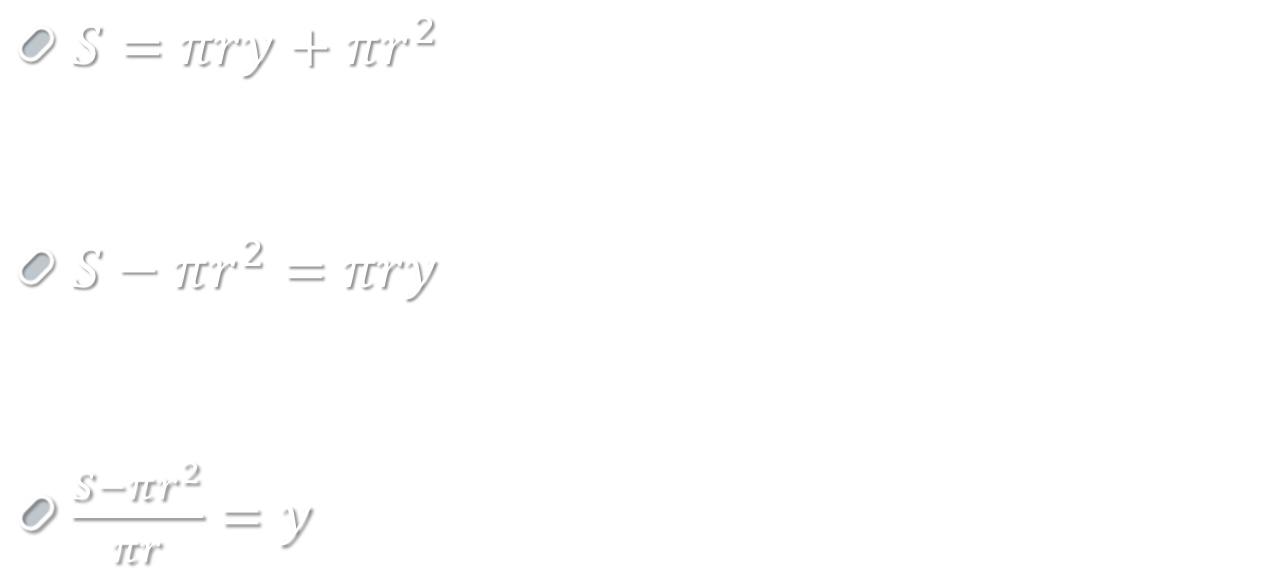 S = πry + πr²
S − πr² = πry
(S−πr²)/(πr) = y